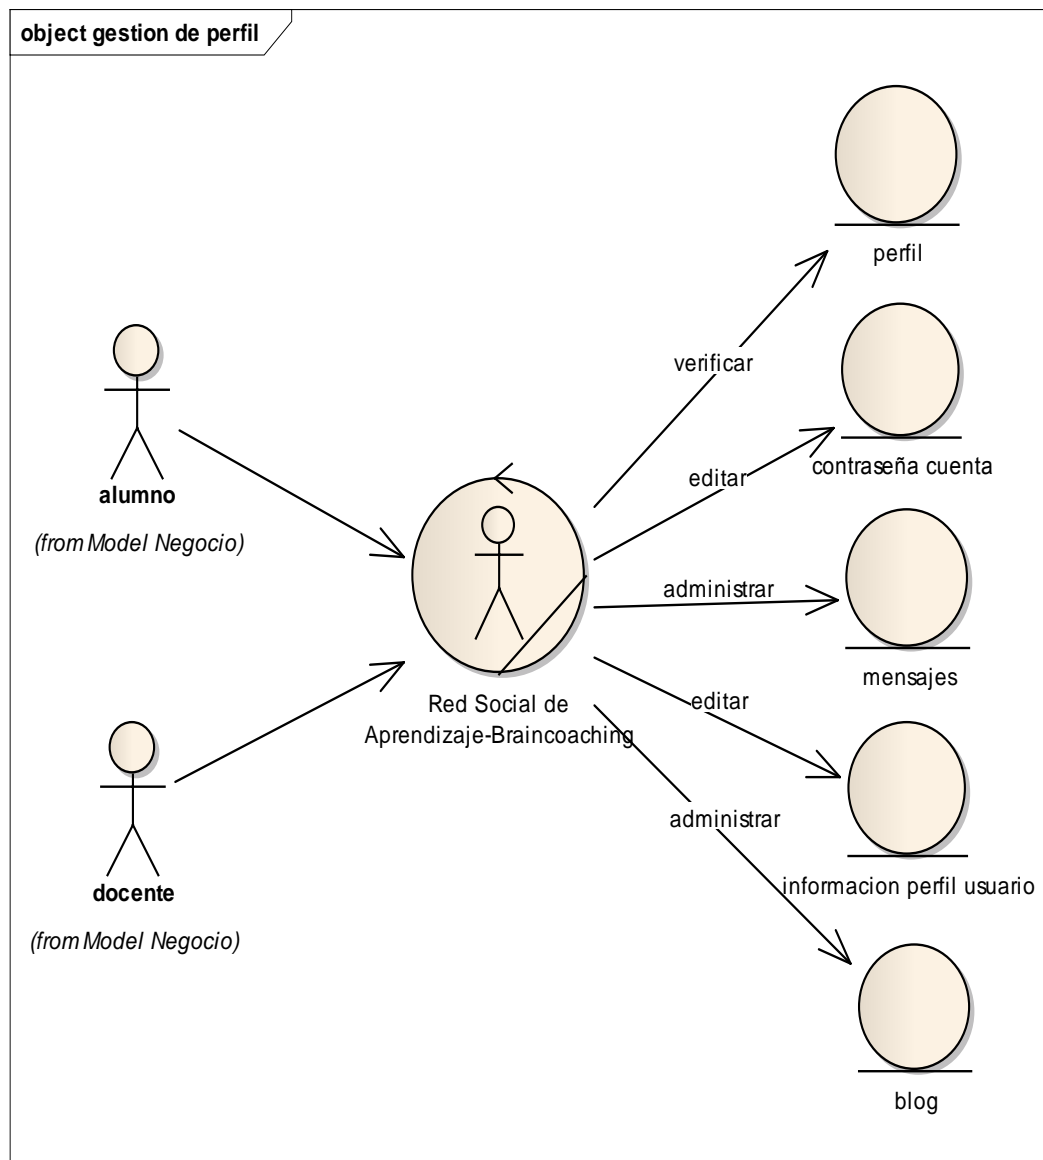 object gestion de perfil
perfil
verificar
contraseña cuenta
editar
alumno
(from Model Negocio)
administrar
mensajes
Red Social de
Aprendizaje-Braincoaching
editar
administrar
informacion perfil usuario
docente
(from Model Negocio)
blog